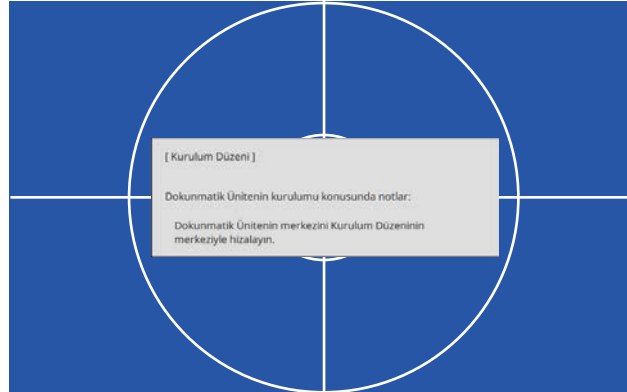 [ Kurulum Düzeni ]
Dokunmatik Ünitenin kurulumu konusunda notlar:
Dokunmatik Ünitenin merkezini Kurulum Düzeninin
merkeziyle hizalayın.